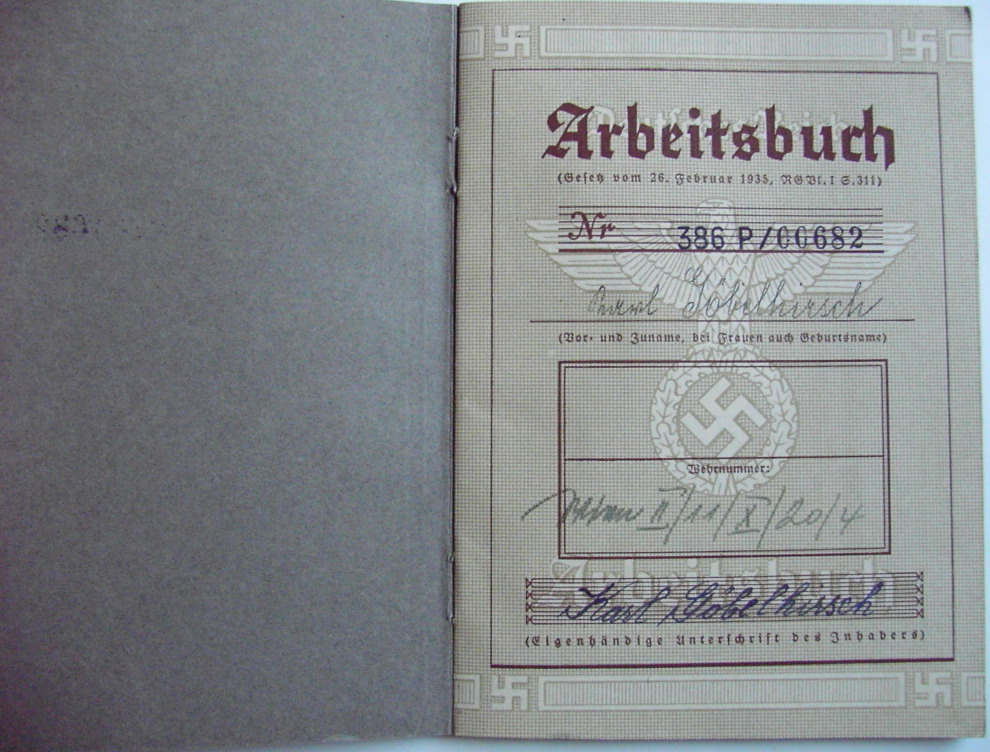 Arbeitsbuch
(Gesetz vom 26. Februar 1935, RGBl. I S. 311)
Nr 386 P/00682
Karl Göbelhirsch
(Vor- und Zuname, bei Frauen auch Geburtsname)
Wehrnummer:
Wien II/11/X/20/4
Karl Göbelhirsch
(Eigenhändige Unterschrift des Inhabers)